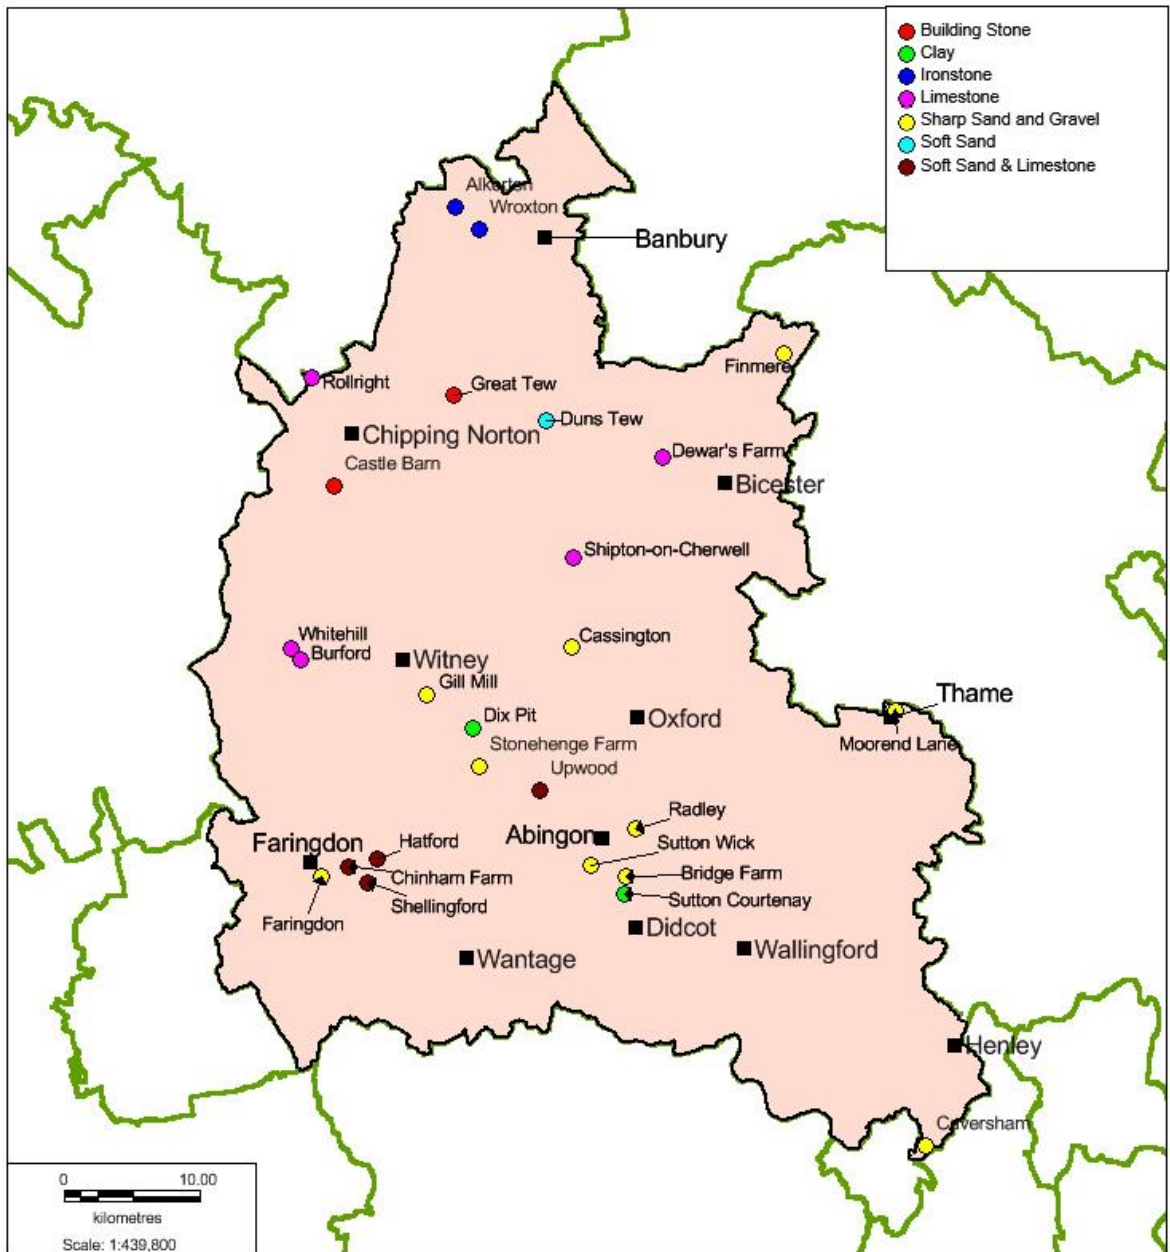 Building Stone
Clay
Ironstone
Limestone
Sharp Sand and Gravel
Soft Sand
Soft Sand & Limestone
Alkerton
Wroxton
Banbury
Finmere
Rollright
Great Tew
Duns Tew
Chipping Norton
Castle Barn
Dewar's Farm
Bicester
Shipton-on-Cherwell
Whitehill
Burford
Cassington
Witney
Gill Mill
Dix Pit
Oxford
Thame
Moorend Lane
Stonehenge Farm
Upwood
Radley
Abingon
Sutton Wick
Faringdon
Hatford
Chinham Farm
Shellingford
Bridge Farm
Sutton Courtenay
Faringdon
Didcot
Wantage
Wallingford
Henley
Caversham
0 10.00
kilometres
Scale: 1:439,800